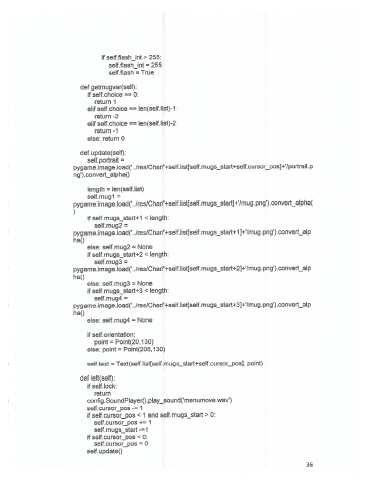 if self.flash_int > 255:
self.flash_int = 255
self.flash = True
def getmugvar(self):
if self.choice == 0:
return 1
elif self.choice == len(self.list)-1:
return -2
elif self.choice == len(self.list)-2:
return -1
else: return 0
def update(self):
self.portrait =
pygame.image.load('../res/Char/'+self.list[self.mugs_start+self.cursor_pos]+'/portrait.p
ng').convert_alpha()
length = len(self.list)
self.mug1 =
pygame.image.load('../res/Char/'+self.list[self.mugs_start]+'/mug.png').convert_alpha(
)
if self.mugs_start+1 < length:
self.mug2 =
pygame.image.load('../res/Char/'+self.list[self.mugs_start+1]+'/mug.png').convert_alp
ha()
else: self.mug2 = None
if self.mugs_start+2 < length:
self.mug3 =
pygame.image.load('../res/Char/'+self.list[self.mugs_start+2]+'/mug.png').convert_alp
ha()
else: self.mug3 = None
if self.mugs_start+3 < length:
self.mug4 =
pygame.image.load('../res/Char/'+self.list[self.mugs_start+3]+'/mug.png').convert_alp
ha()
else: self.mug4 = None
if self.orientation:
point = Point(20,130)
else: point = Point(205,130)
self.text = Text(self.list[self.mugs_start+self.cursor_pos], point)
def left(self):
if self.lock:
return
config.SoundPlayer().play_sound('menumove.wav')
self.cursor_pos -= 1
if self.cursor_pos < 1 and self.mugs_start > 0:
self.cursor_pos += 1
self.mugs_start -=1
if self.cursor_pos < 0:
self.cursor_pos = 0
self.update()
36